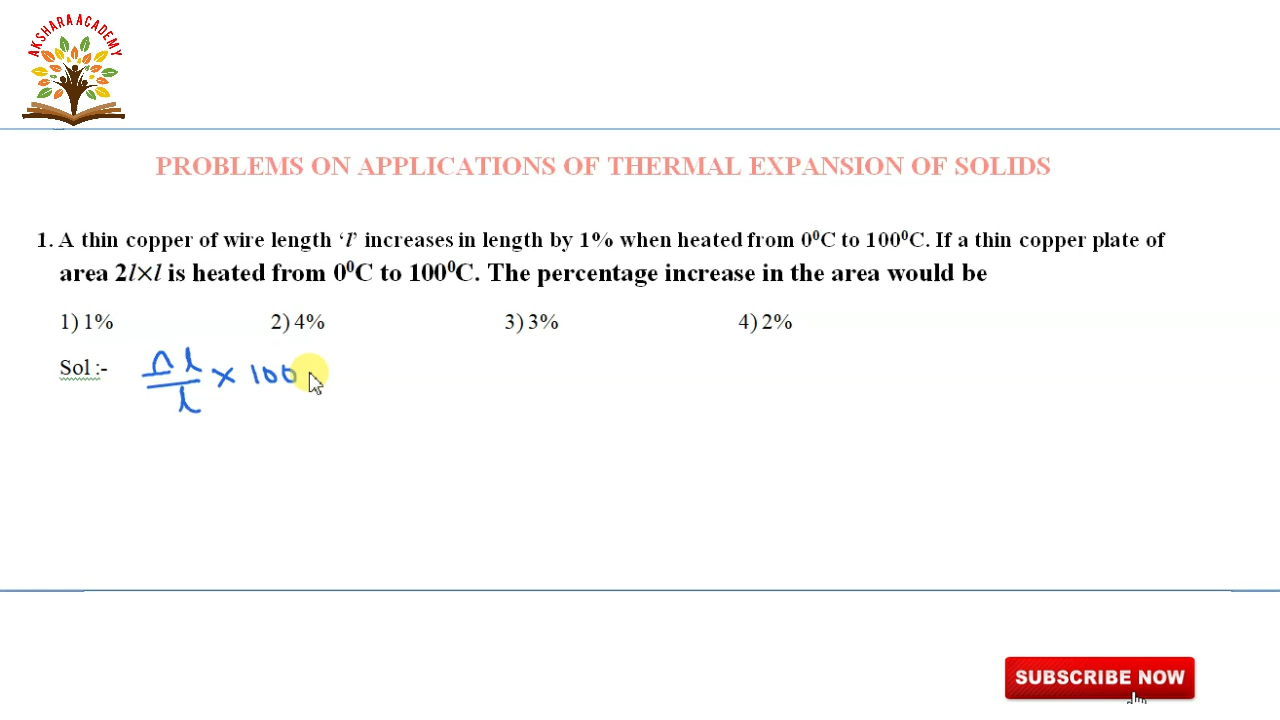 AKSHARA ACADEMY
PROBLEMS ON APPLICATIONS OF THERMAL EXPANSION OF SOLIDS
1. A thin copper of wire length ‘l’ increases in length by 1% when heated from 0⁰C to 100⁰C. If a thin copper plate of
area 2l×l is heated from 0⁰C to 100⁰C. The percentage increase in the area would be
1) 1% 2) 4% 3) 3% 4) 2%
Sol :- Δl/l × 100
SUBSCRIBE NOW